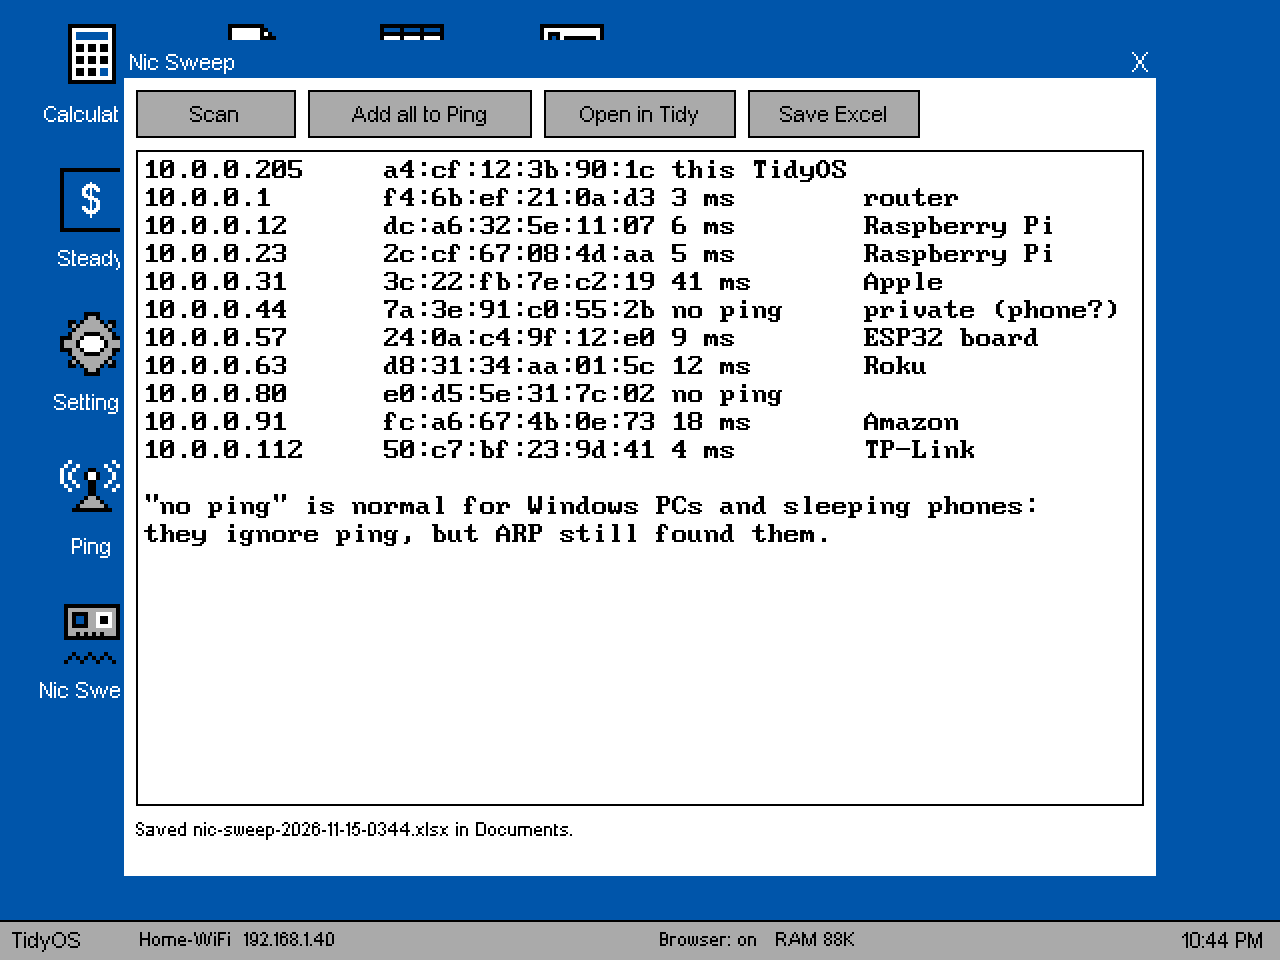 Nic Sweep X
Calculat
Scan Add all to Ping Open in Tidy Save Excel
10.0.0.205 a4:cf:12:3b:90:1c this TidyOS
10.0.0.1 f4:6b:ef:21:0a:d3 3 ms router
10.0.0.12 dc:a6:32:5e:11:07 6 ms Raspberry Pi
10.0.0.23 2c:cf:67:08:4d:aa 5 ms Raspberry Pi
10.0.0.31 3c:22:fb:7e:c2:19 41 ms Apple
10.0.0.44 7a:3e:91:c0:55:2b no ping private (phone?)
10.0.0.57 24:0a:c4:9f:12:e0 9 ms ESP32 board
10.0.0.63 d8:31:34:aa:01:5c 12 ms Roku
10.0.0.80 e0:d5:5e:31:7c:02 no ping
10.0.0.91 fc:a6:67:4b:0e:73 18 ms Amazon
10.0.0.112 50:c7:bf:23:9d:41 4 ms TP-Link
"no ping" is normal for Windows PCs and sleeping phones:
they ignore ping, but ARP still found them.
$
Steady
Setting
Ping
Nic Swe
Saved nic-sweep-2026-11-15-0344.xlsx in Documents.
TidyOS Home-WiFi 192.168.1.40 Browser: on RAM 88K 10:44 PM